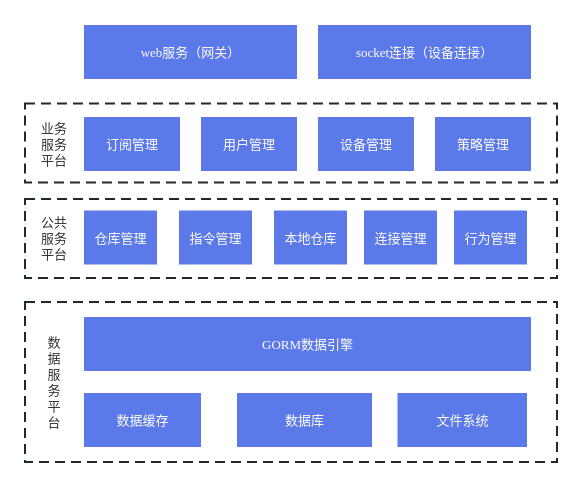 web服务（网关）
socket连接（设备连接）
业务
服务
平台
订阅管理
用户管理
设备管理
策略管理
公共
服务
平台
仓库管理
指令管理
本地仓库
连接管理
行为管理
数
据
服
务
平
台
GORM数据引擎
数据缓存
数据库
文件系统